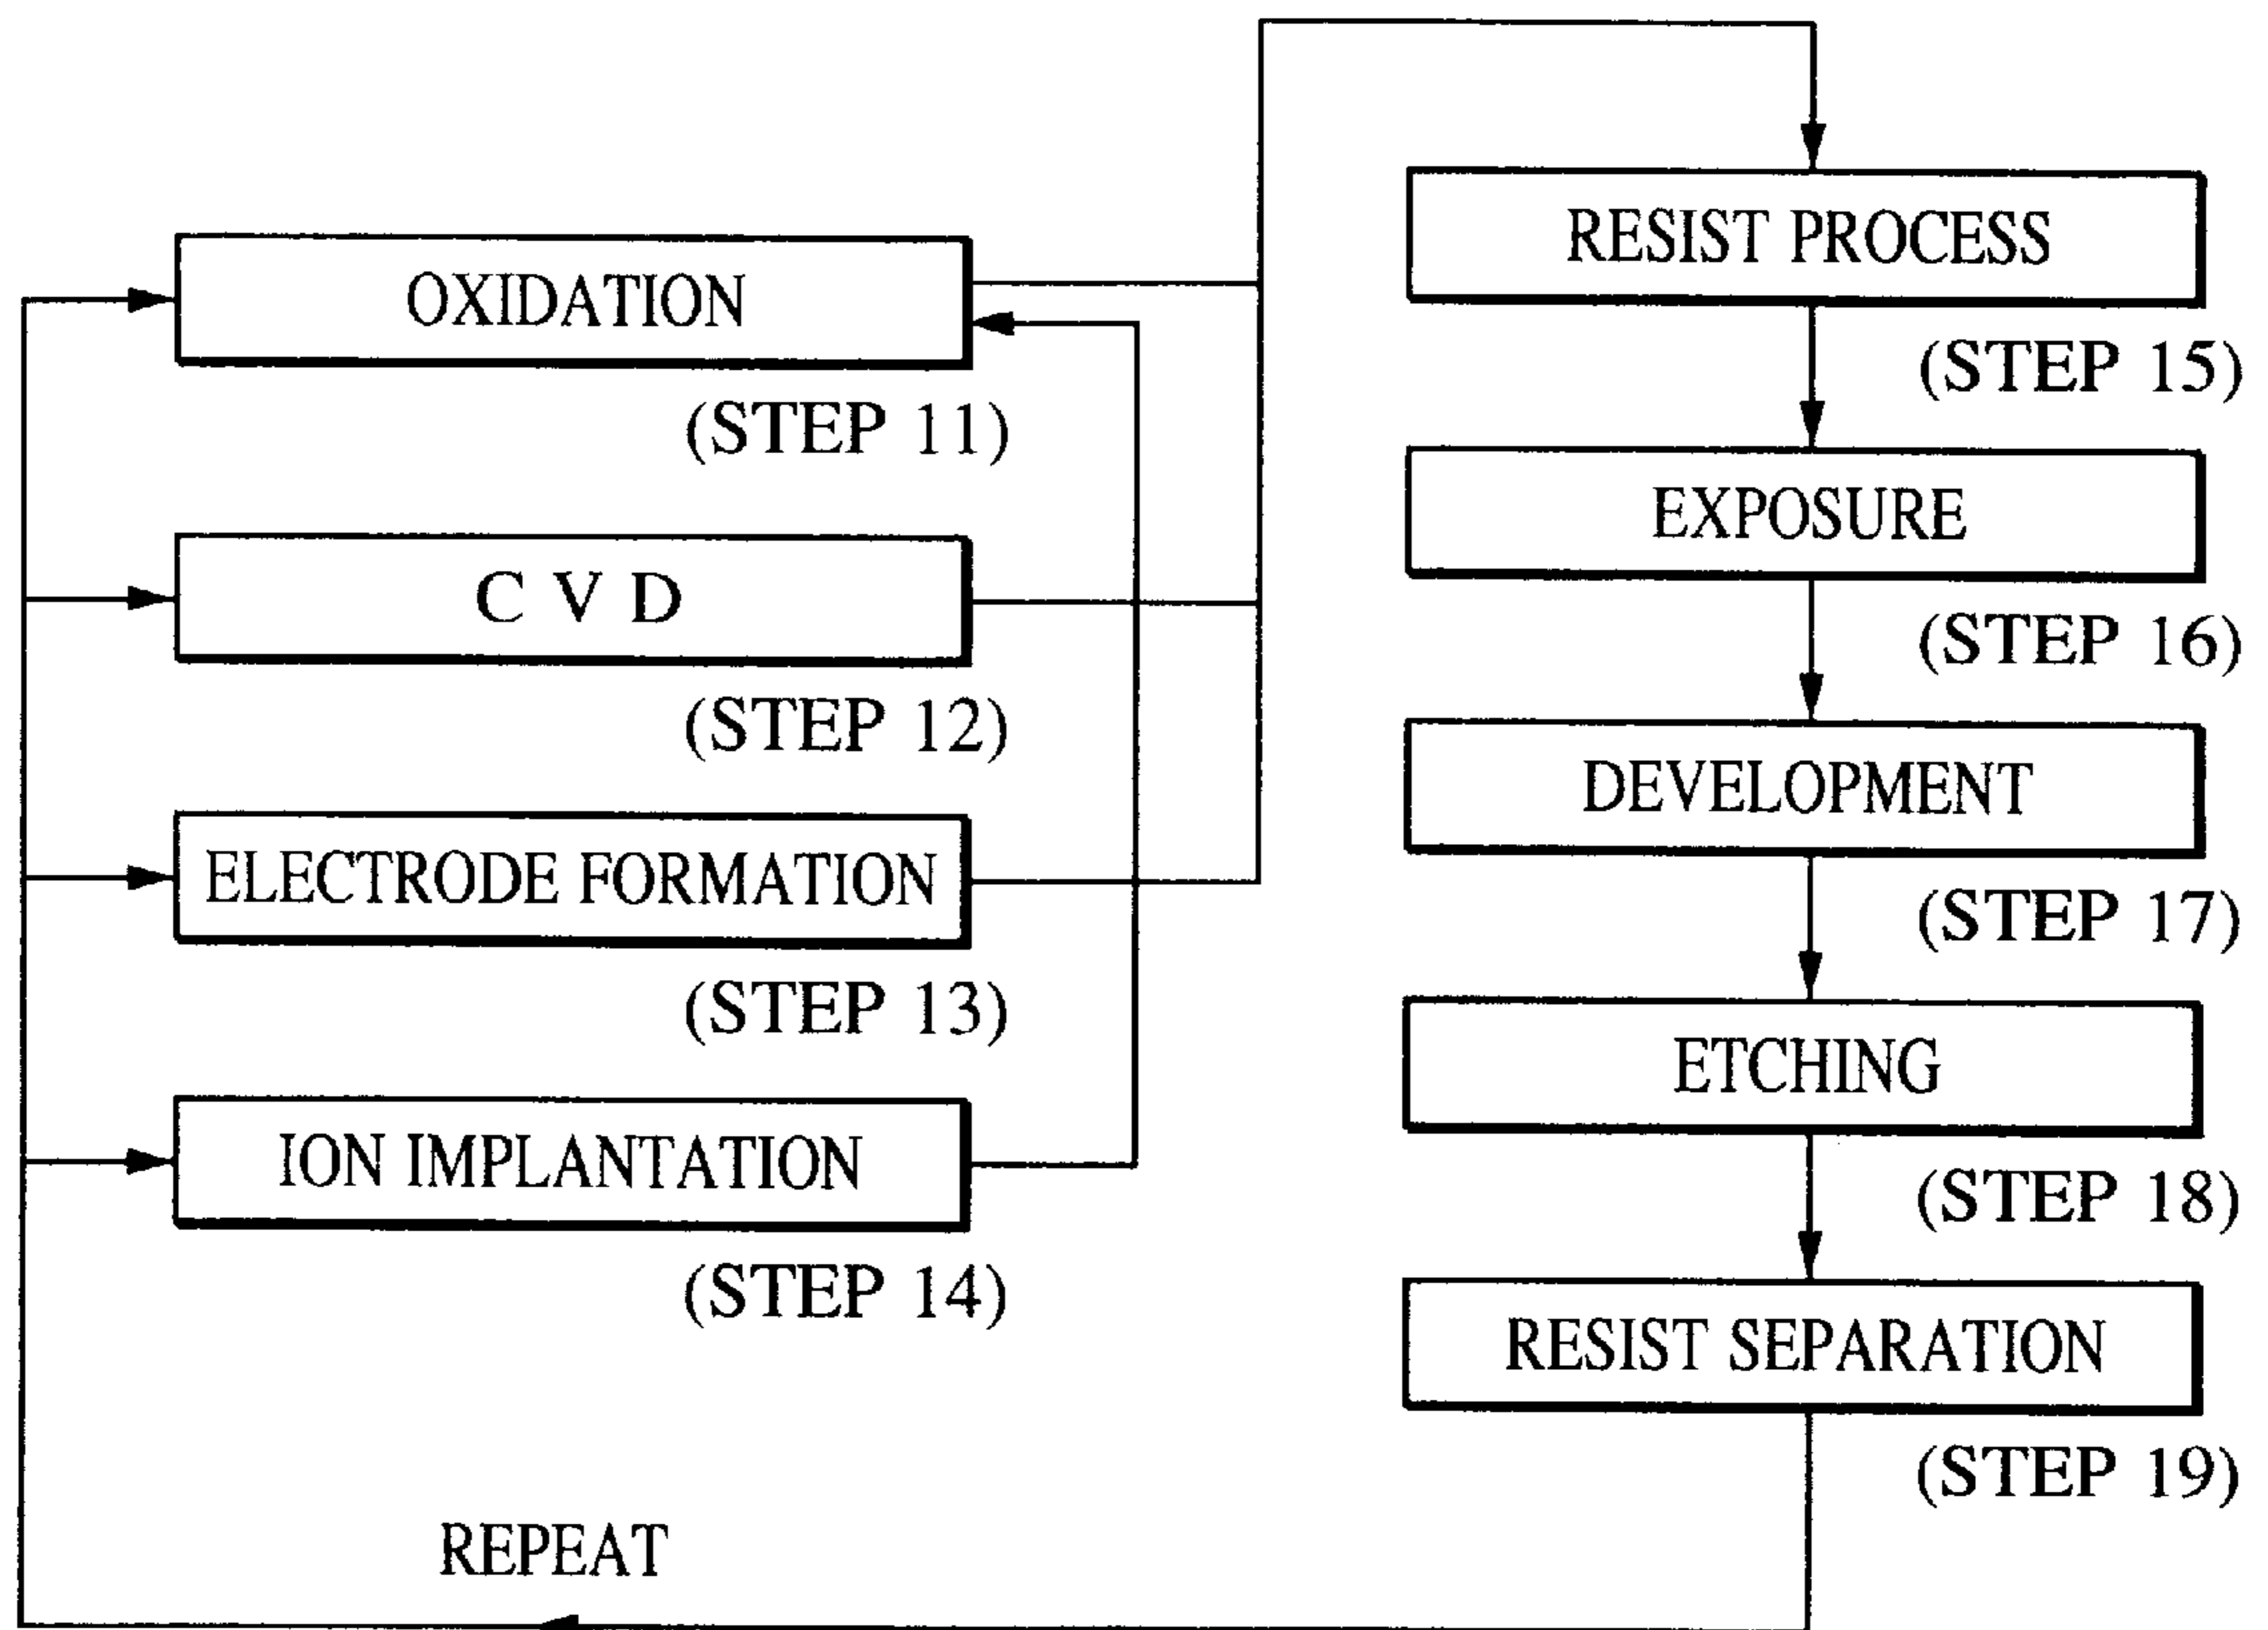 OXIDATION
(STEP 11)
C V D
(STEP 12)
ELECTRODE FORMATION
(STEP 13)
ION IMPLANTATION
(STEP 14)
REPEAT
RESIST PROCESS
(STEP 15)
EXPOSURE
(STEP 16)
DEVELOPMENT
(STEP 17)
ETCHING
(STEP 18)
RESIST SEPARATION
(STEP 19)